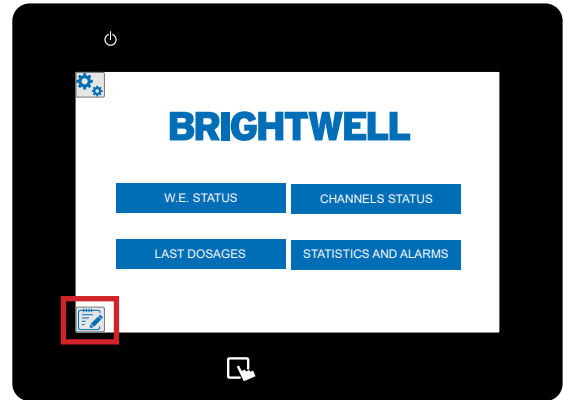 BRIGHTWELL
W.E. STATUS
CHANNELS STATUS
LAST DOSAGES
STATISTICS AND ALARMS